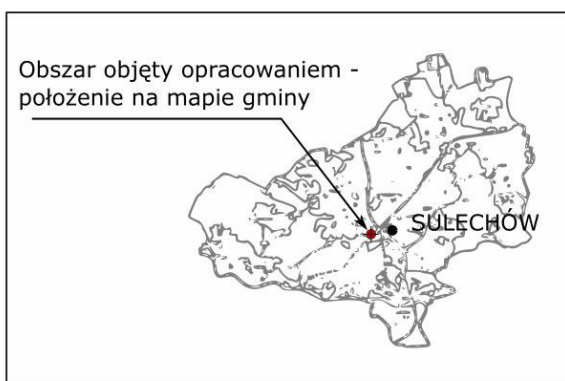 Obszar objęty opracowaniem -
położenie na mapie gminy
SULECHÓW